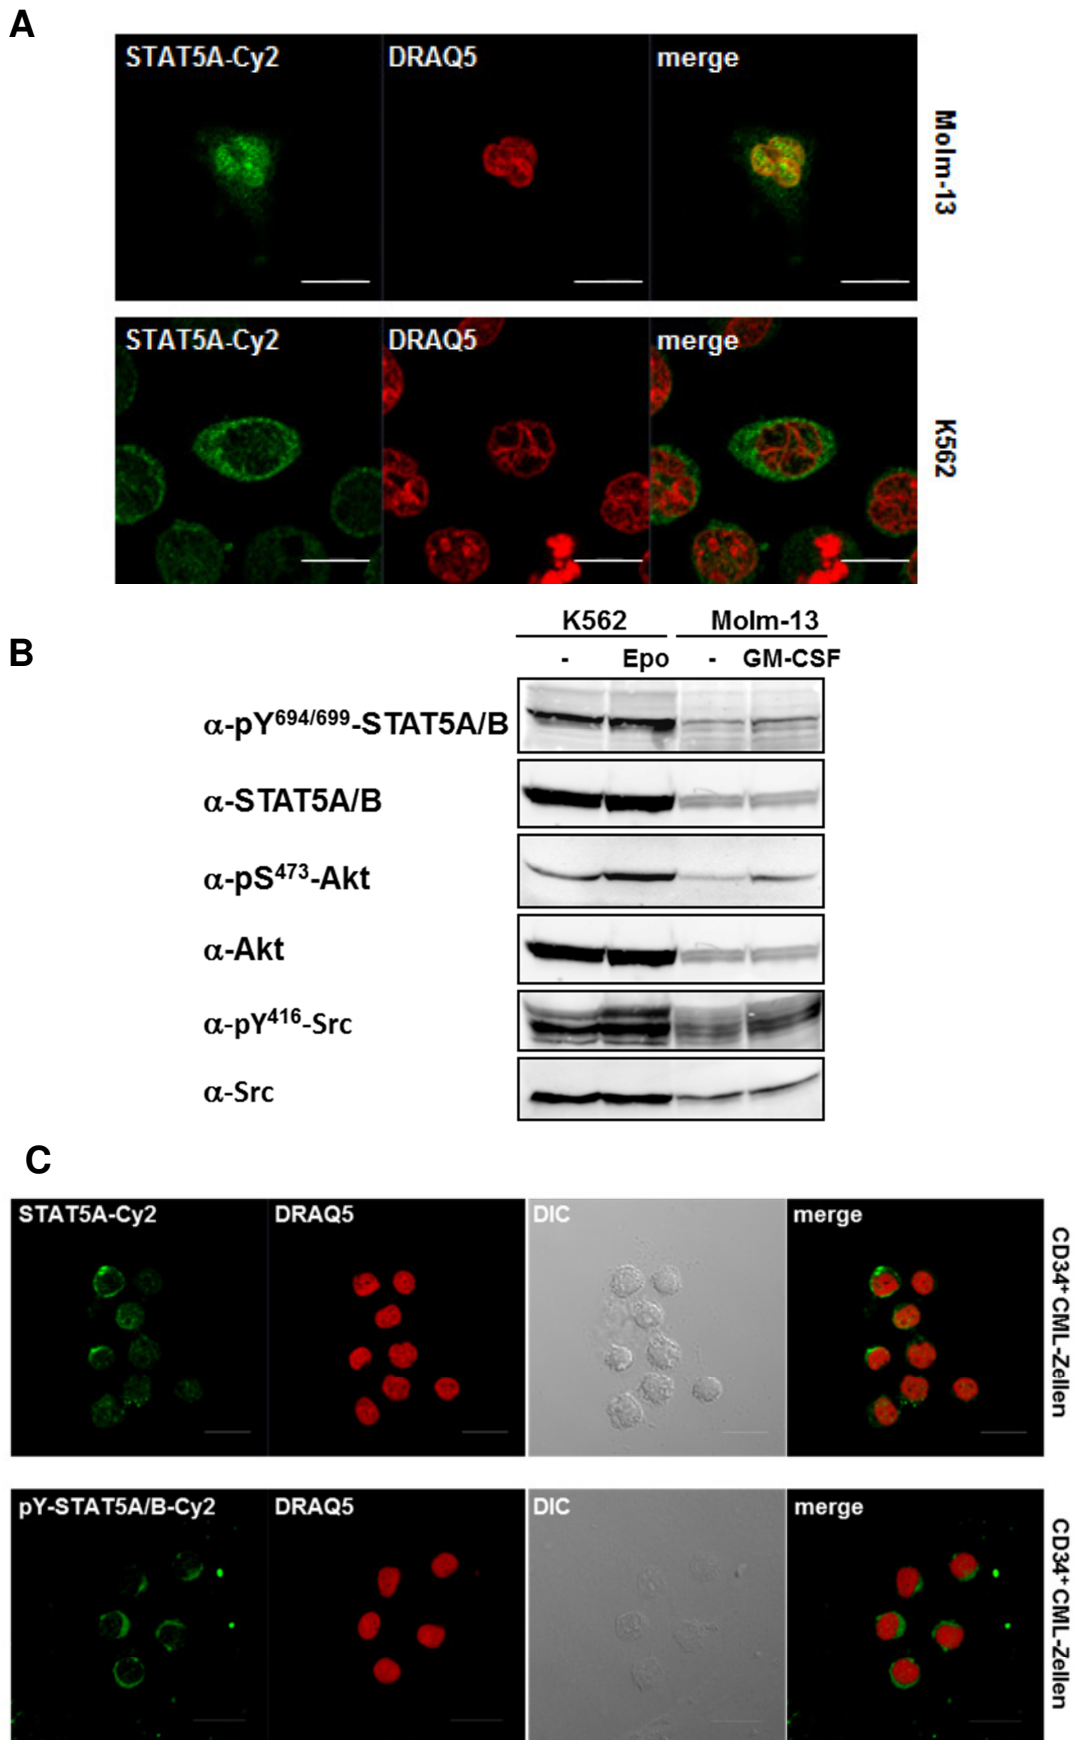 A
STAT5A-Cy2 DRAQ5 merge
Molm-13
STAT5A-Cy2 DRAQ5 merge
K562
B
K562 Molm-13
- Epo - GM-CSF
α-pY694/699-STAT5A/B
α-STAT5A/B
α-pS473-Akt
α-Akt
α-pY416-Src
α-Src
C
STAT5A-Cy2 DRAQ5 DIC merge
CD34+CML-Zellen
pY-STAT5A/B-Cy2 DRAQ5 DIC merge
CD34+CML-Zellen